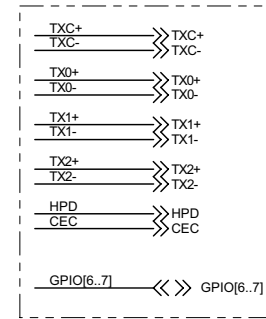 TXC+ TXC+
TXC- TXC-
TX0+ TX0+
TX0- TX0-
TX1+ TX1+
TX1- TX1-
TX2+ TX2+
TX2- TX2-
HPD HPD
CEC CEC
GPIO[6..7] GPIO[6..7]